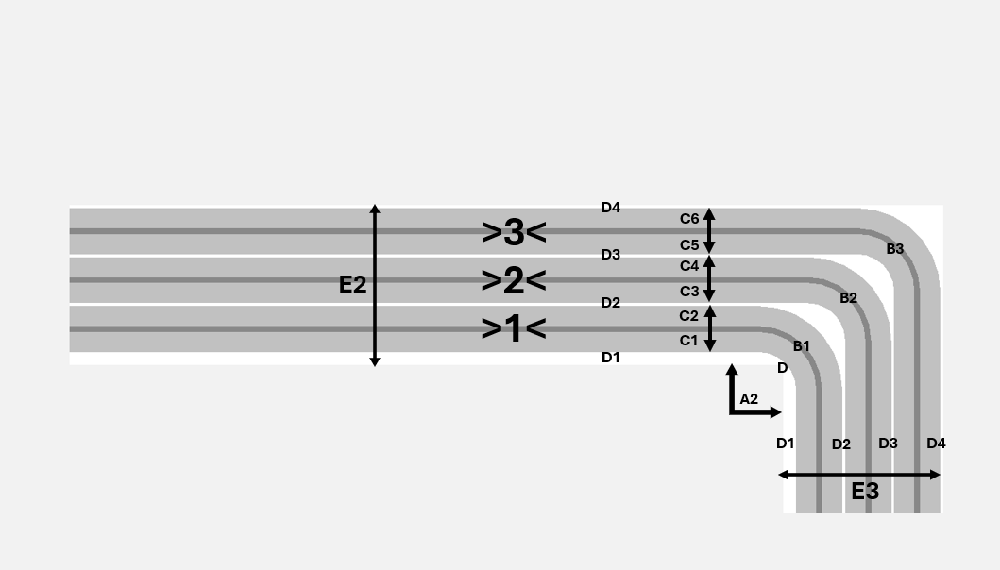 D4
C6
>3<
C5
B3
D3
C4
E2
>2<
C3
B2
D2
C2
>1<
C1
B1
D1
D
A2
D1
D2
D3
D4
E3